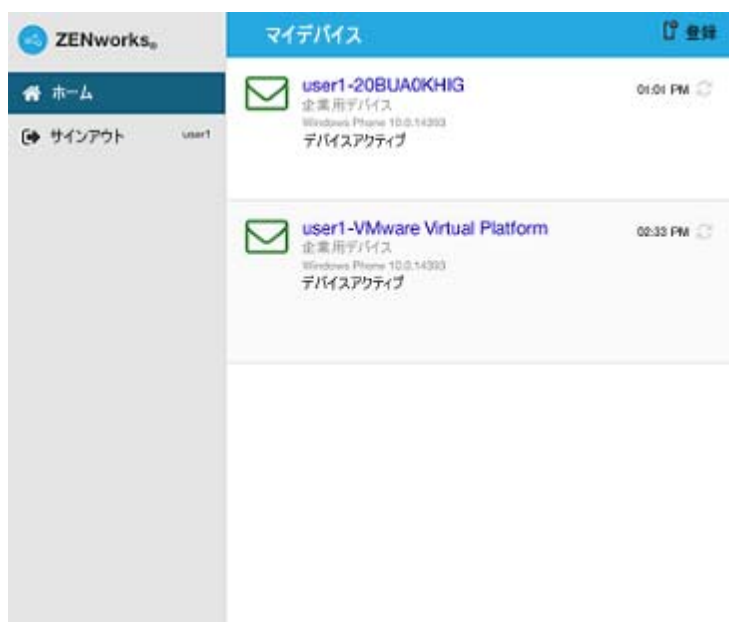 ZENworks®
マイデバイス
登録
ホーム
サインアウト
user1
user1-20BUA0KHIG
01:01 PM
企業用デバイス
Windows Phone 10.0.14393
デバイスアクティブ
user1-VMware Virtual Platform
02:33 PM
企業用デバイス
Windows Phone 10.0.14393
デバイスアクティブ